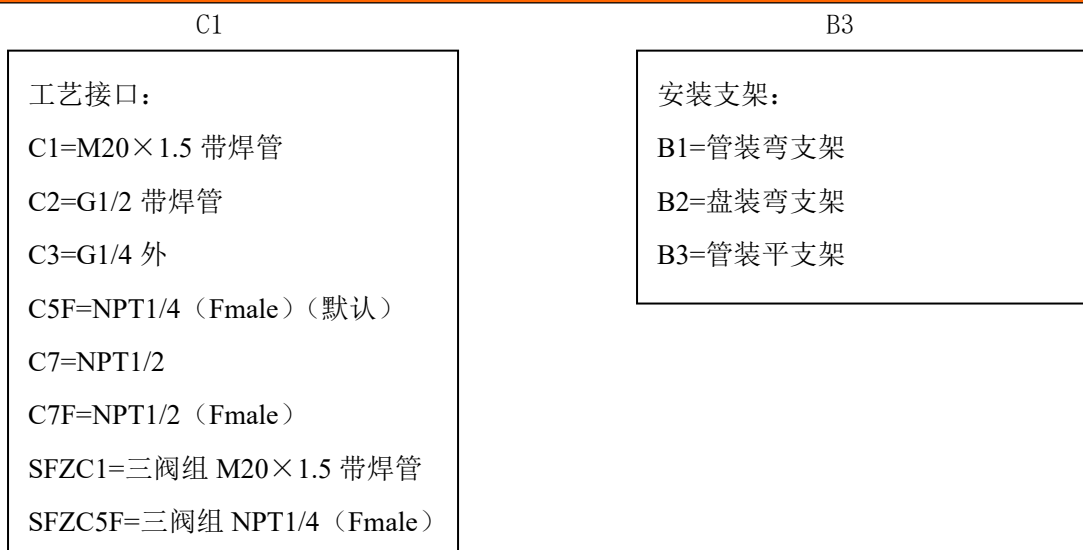 C1
工艺接口：
C1=M20×1.5 带焊管
C2=G1/2 带焊管
C3=G1/4 外
C5F=NPT1/4（Fmale）（默认）
C7=NPT1/2
C7F=NPT1/2（Fmale）
SFZC1=三阀组 M20×1.5 带焊管
SFZC5F=三阀组 NPT1/4（Fmale）
B3
安装支架：
B1=管装弯支架
B2=盘装弯支架
B3=管装平支架